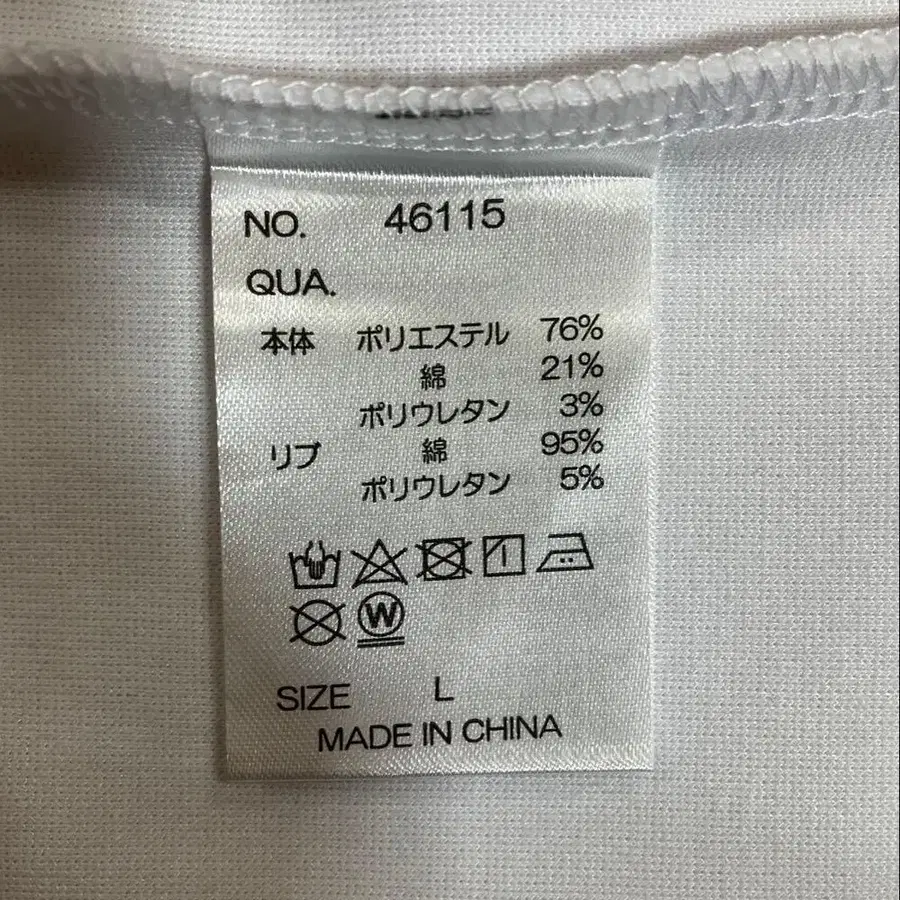 NO. 46115
QUA.
本体 ポリエステル 76%
綿 21%
ポリウレタン 3%
リブ 綿 95%
ポリウレタン 5%
W
SIZE L
MADE IN CHINA